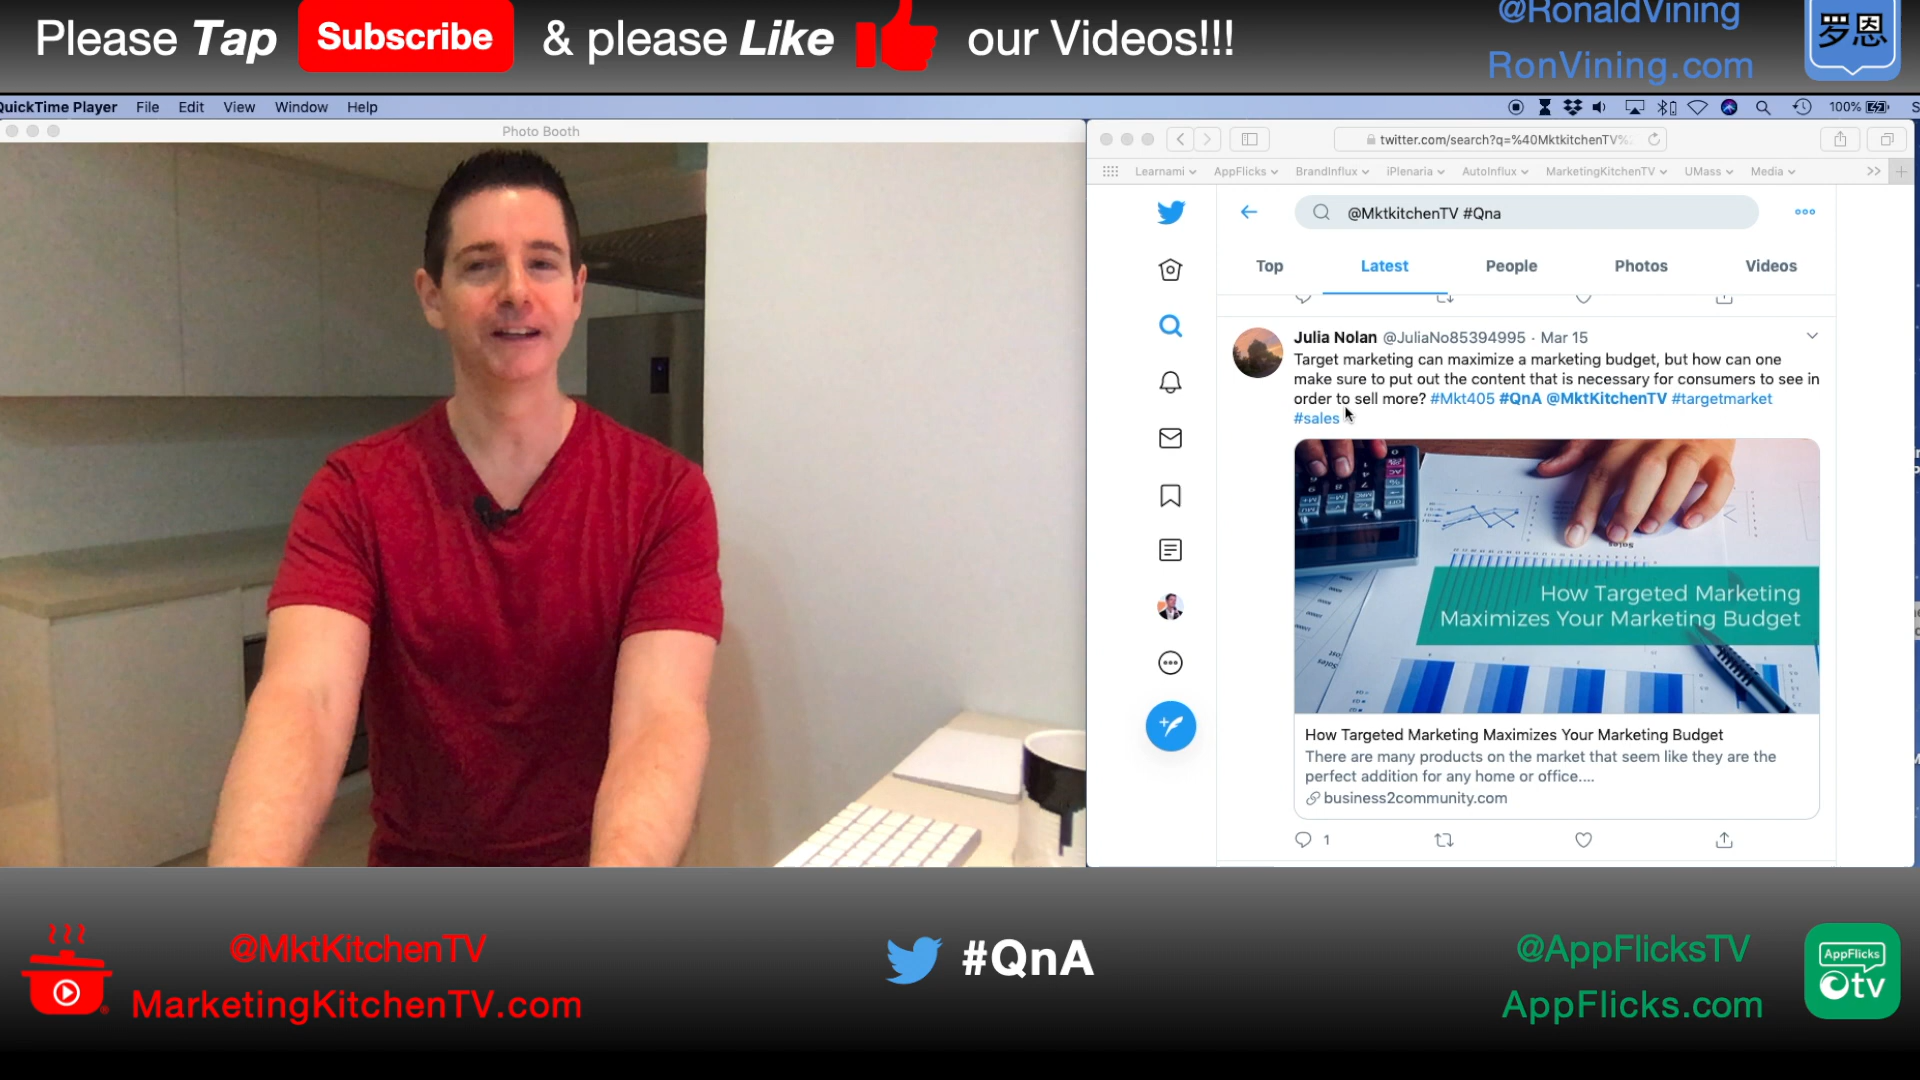 Please Tap Subscribe & please Like our Videos!!!
@RonaldVining
RonVining.com
罗恩
QuickTime Player File Edit View Window Help
100%
Photo Booth
twitter.com/search?q=%40MktkitchenTV%
Learnami AppFlicks BrandInflux iPlenaria AutoInflux MarketingKitchenTV UMass Media
@MktkitchenTV #Qna
Top Latest People Photos Videos
Julia Nolan @JuliaNo85394995 · Mar 15
Target marketing can maximize a marketing budget, but how can one
make sure to put out the content that is necessary for consumers to see in
order to sell more? #Mkt405 #QnA @MktKitchenTV #targetmarket
#sales
How Targeted Marketing
Maximizes Your Marketing Budget
How Targeted Marketing Maximizes Your Marketing Budget
There are many products on the market that seem like they are the
perfect addition for any home or office....
business2community.com
1
@MktKitchenTV
MarketingKitchenTV.com
#QnA
@AppFlicksTV
AppFlicks.com
AppFlicks
tv